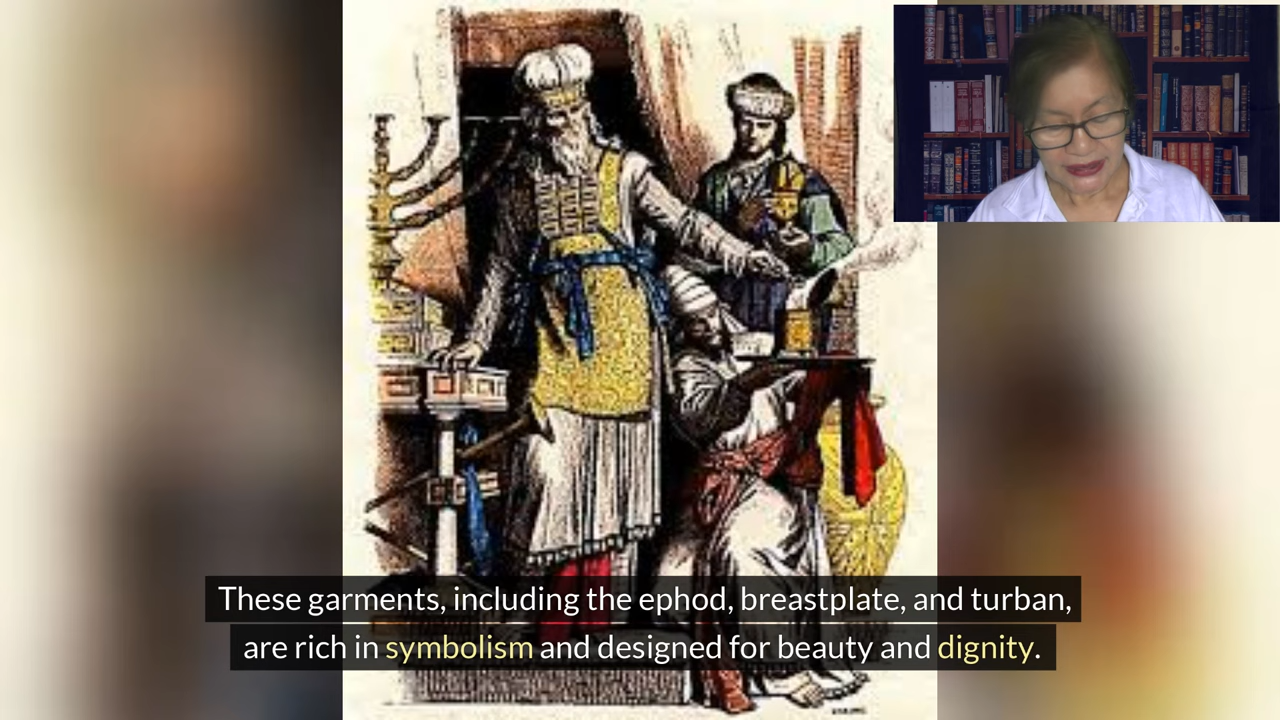 These garments, including the ephod, breastplate, and turban,
are rich in symbolism and designed for beauty and dignity.